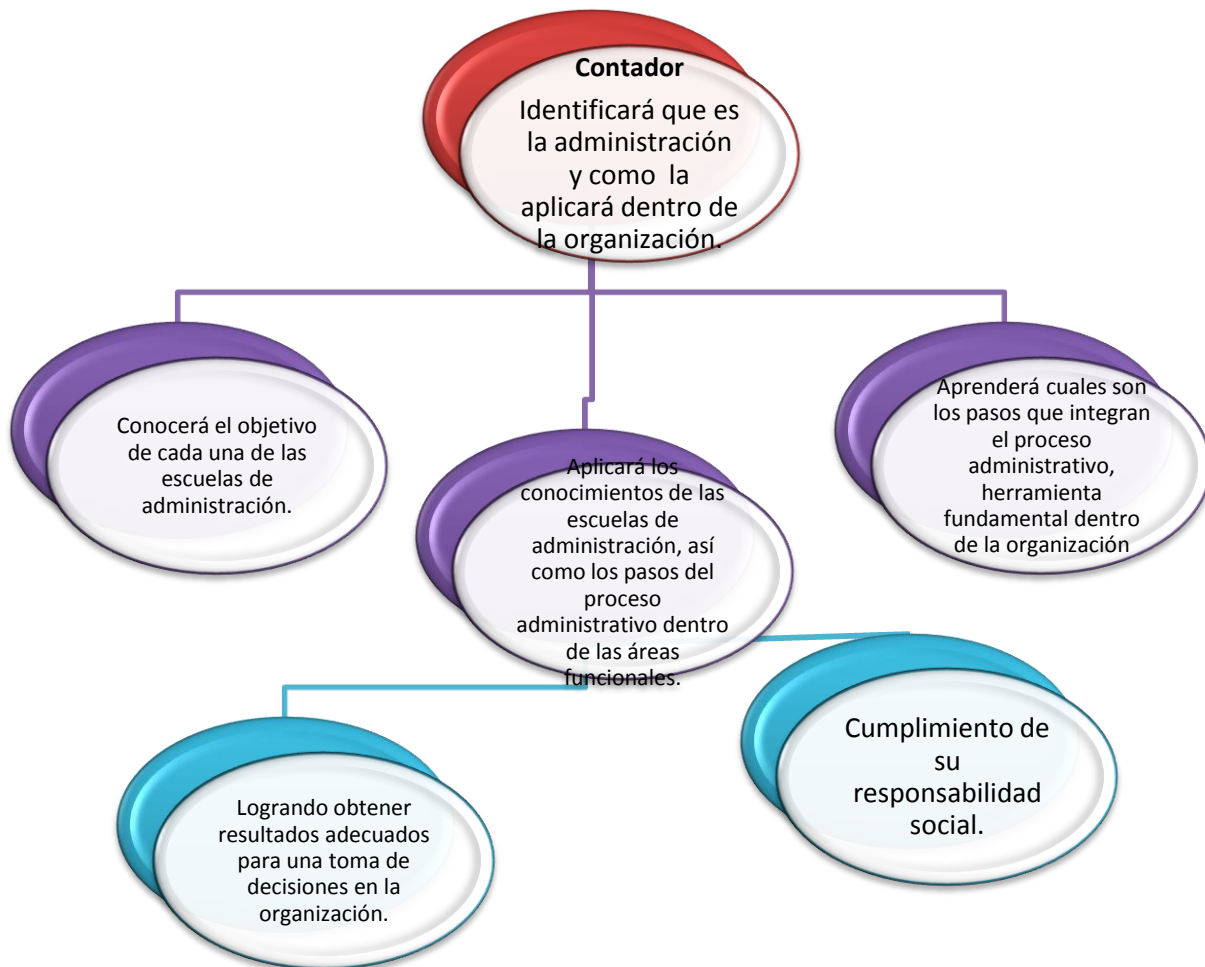 Contador
Identificará que es
la administración
y como la
aplicará dentro de
la organización.
Conocerá el objetivo
de cada una de las
escuelas de
administración.
Aplicará los
conocimientos de las
escuelas de
administración, así
como los pasos del
proceso
administrativo dentro
de las áreas
funcionales.
Aprenderá cuales son
los pasos que integran
el proceso
administrativo,
herramienta
fundamental dentro
de la organización
Logrando obtener
resultados adecuados
para una toma de
decisiones en la
organización.
Cumplimiento de
su
responsabilidad
social.